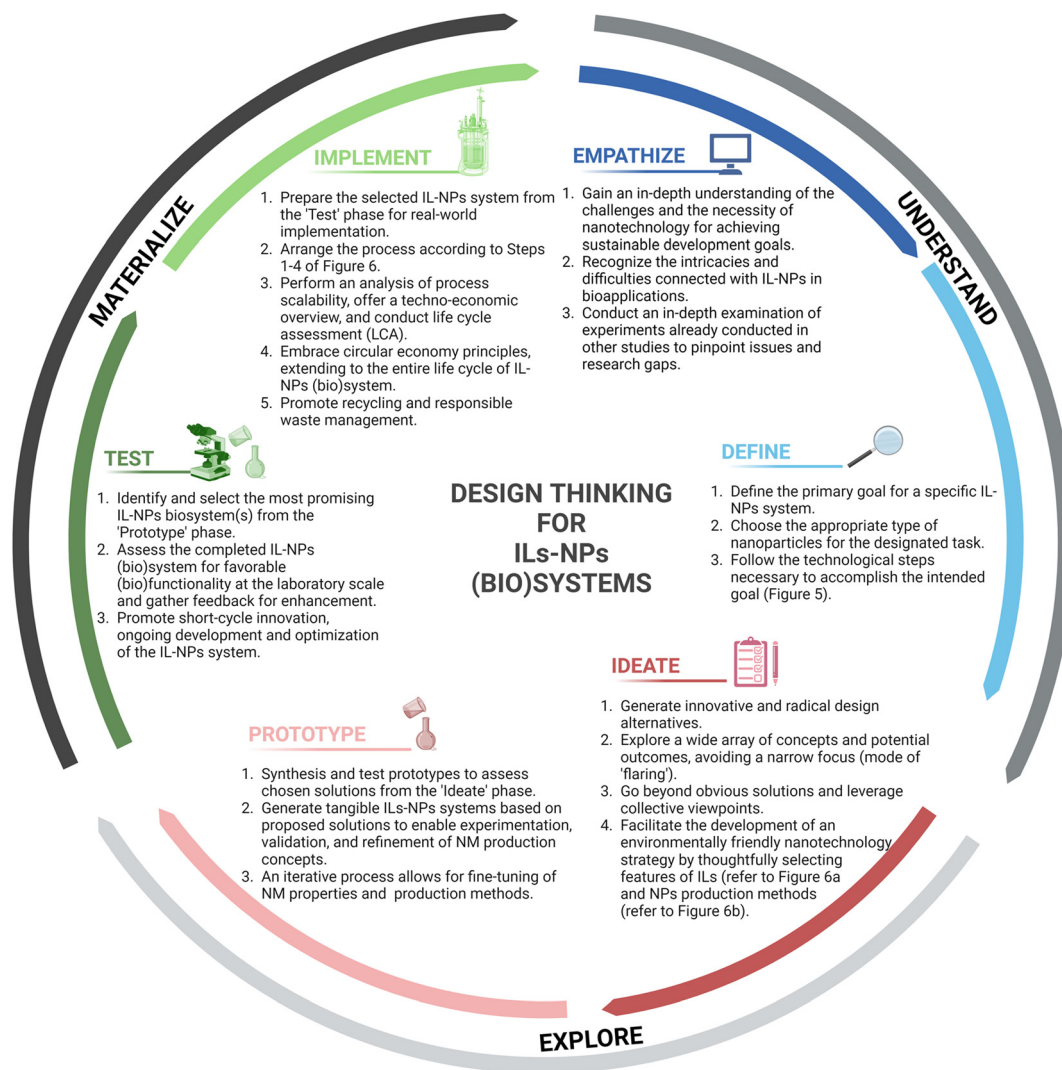 MATERIALIZE
UNDERSTAND
EXPLORE
DESIGN THINKING
FOR
ILs-NPs
(BIO)SYSTEMS
EMPATHIZE
1. Gain an in-depth understanding of the
challenges and the necessity of
nanotechnology for achieving
sustainable development goals.
2. Recognize the intricacies and
difficulties connected with IL-NPs in
bioapplications.
3. Conduct an in-depth examination of
experiments already conducted in
other studies to pinpoint issues and
research gaps.
DEFINE
1. Define the primary goal for a specific IL-
NPs system.
2. Choose the appropriate type of
nanoparticles for the designated task.
3. Follow the technological steps
necessary to accomplish the intended
goal (Figure 5).
IDEATE
1. Generate innovative and radical design
alternatives.
2. Explore a wide array of concepts and potential
outcomes, avoiding a narrow focus (mode of
'flaring').
3. Go beyond obvious solutions and leverage
collective viewpoints.
4. Facilitate the development of an
environmentally friendly nanotechnology
strategy by thoughtfully selecting
features of ILs (refer to Figure 6a
and NPs production methods
(refer to Figure 6b).
PROTOTYPE
1. Synthesis and test prototypes to assess
chosen solutions from the 'Ideate' phase.
2. Generate tangible ILs-NPs systems based on
proposed solutions to enable experimentation,
validation, and refinement of NM production
concepts.
3. An iterative process allows for fine-tuning of
NM properties and production methods.
TEST
1. Identify and select the most promising
IL-NPs biosystem(s) from the
'Prototype' phase.
2. Assess the completed IL-NPs
(bio)system for favorable
(bio)functionality at the laboratory scale
and gather feedback for enhancement.
3. Promote short-cycle innovation,
ongoing development and optimization
of the IL-NPs system.
IMPLEMENT
1. Prepare the selected IL-NPs system from
the 'Test' phase for real-world
implementation.
2. Arrange the process according to Steps
1-4 of Figure 6.
3. Perform an analysis of process
scalability, offer a techno-economic
overview, and conduct life cycle
assessment (LCA).
4. Embrace circular economy principles,
extending to the entire life cycle of IL-
NPs (bio)system.
5. Promote recycling and responsible
waste management.